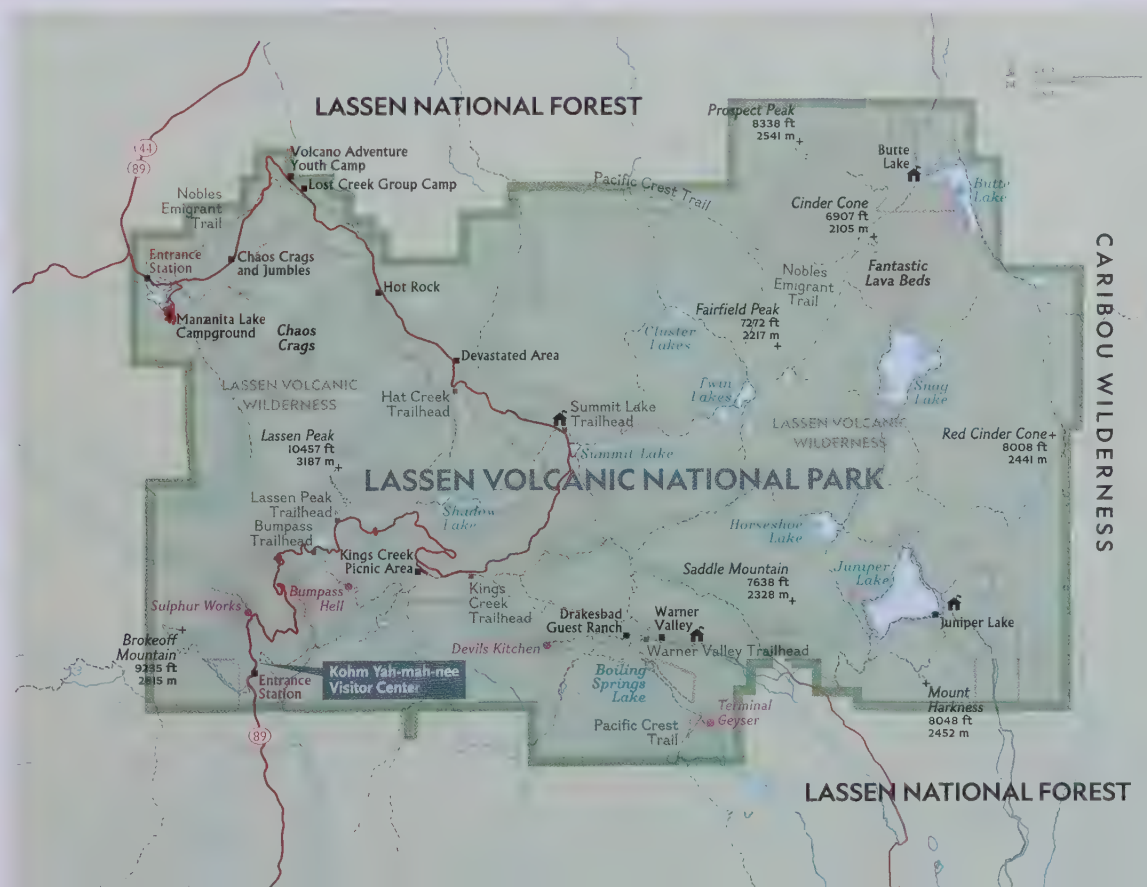 LASSEN NATIONAL FOREST
Prospect Peak
8338 ft
2541 m
44
(89)
Volcano Adventure
Youth Camp
Lost Creek Group Camp
Pacific Crest Trail
Butte
Lake
Butte
Lake
Nobles
Emigrant
Trail
Cinder Cone
6907 ft
2105 m
Entrance
Station
Chaos Crags
and Jumbles
Nobles
Emigrant
Trail
Fantastic
Lava Beds
Hot Rock
Manzanita Lake
Campground
Chaos
Crags
Fairfield Peak
7272 ft
2217 m
Cluster
Lakes
Devastated Area
Twin
Lakes
Snag
Lake
CARIBOU WILDERNESS
LASSEN VOLCANIC
WILDERNESS
Hat Creek
Trailhead
Summit Lake
Trailhead
LASSEN VOLCANIC
WILDERNESS
Red Cinder Cone
8008 ft
2441 m
Lassen Peak
10457 ft
3187 m
Summit Lake
LASSEN VOLCANIC NATIONAL PARK
Lassen Peak
Trailhead
Bumpass
Trailhead
Shadow
Lake
Horseshoe
Lake
Kings Creek
Picnic Area
Saddle Mountain
7638 ft
2328 m
Juniper
Lake
Bumpass
Hell
Kings
Creek
Trailhead
Sulphur Works
Drakesbad
Guest Ranch
Warner
Valley
Juniper Lake
Brokeoff
Mountain
9235 ft
2815 m
Devils Kitchen
Warner Valley Trailhead
Entrance
Station
Kohm Yah-mah-nee
Visitor Center
Boiling
Springs
Lake
Terminal
Geyser
Mount
Harkness
8048 ft
2452 m
Pacific Crest
Trail
(89)
LASSEN NATIONAL FOREST